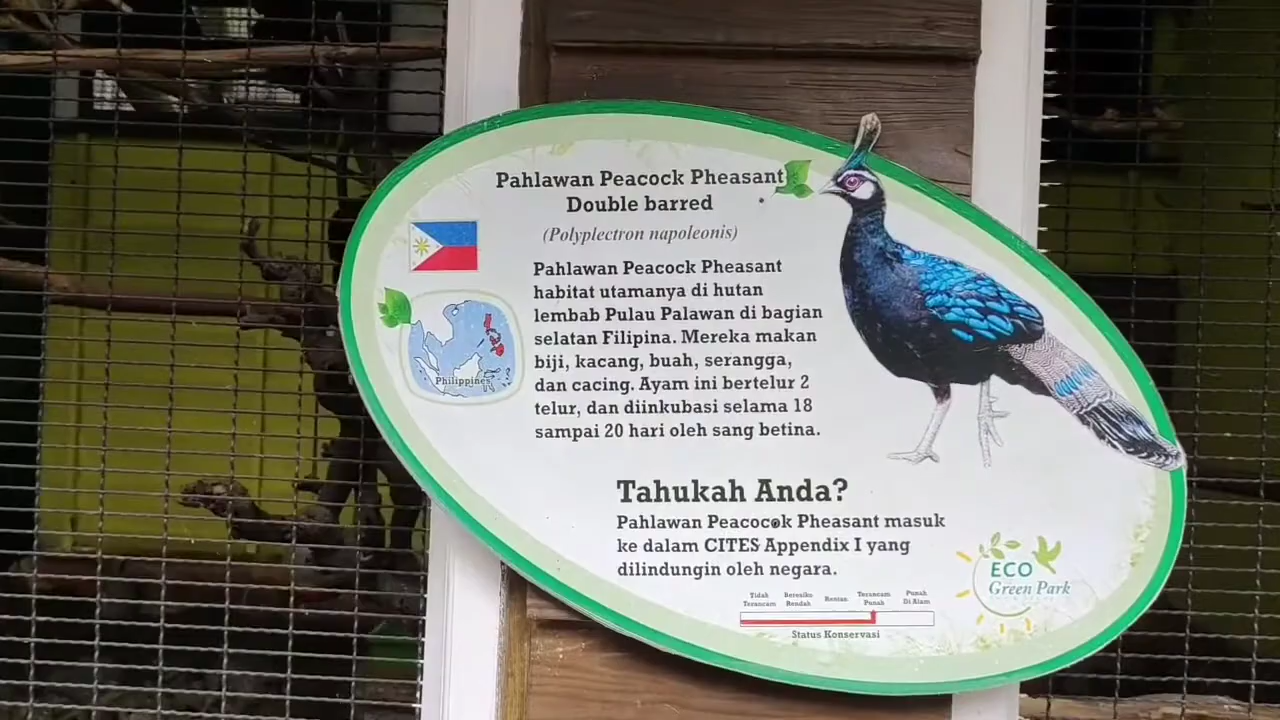 Pahlawan Peacock Pheasant
Double barred
(Polyplectron napoleonis)
Pahlawan Peacock Pheasant
habitat utamanya di hutan
lembab Pulau Palawan di bagian
selatan Filipina. Mereka makan
biji, kacang, buah, serangga,
dan cacing. Ayam ini bertelur 2
telur, dan diinkubasi selama 18
sampai 20 hari oleh sang betina.
Philippines
Tahukah Anda?
Pahlawan Peacocok Pheasant masuk
ke dalam CITES Appendix I yang
dilindungin oleh negara.
Tidak Terancam
Beresiko Rendah
Rentan
Terancam Punah
Punah Di Alam
Status Konservasi
ECO
Green Park